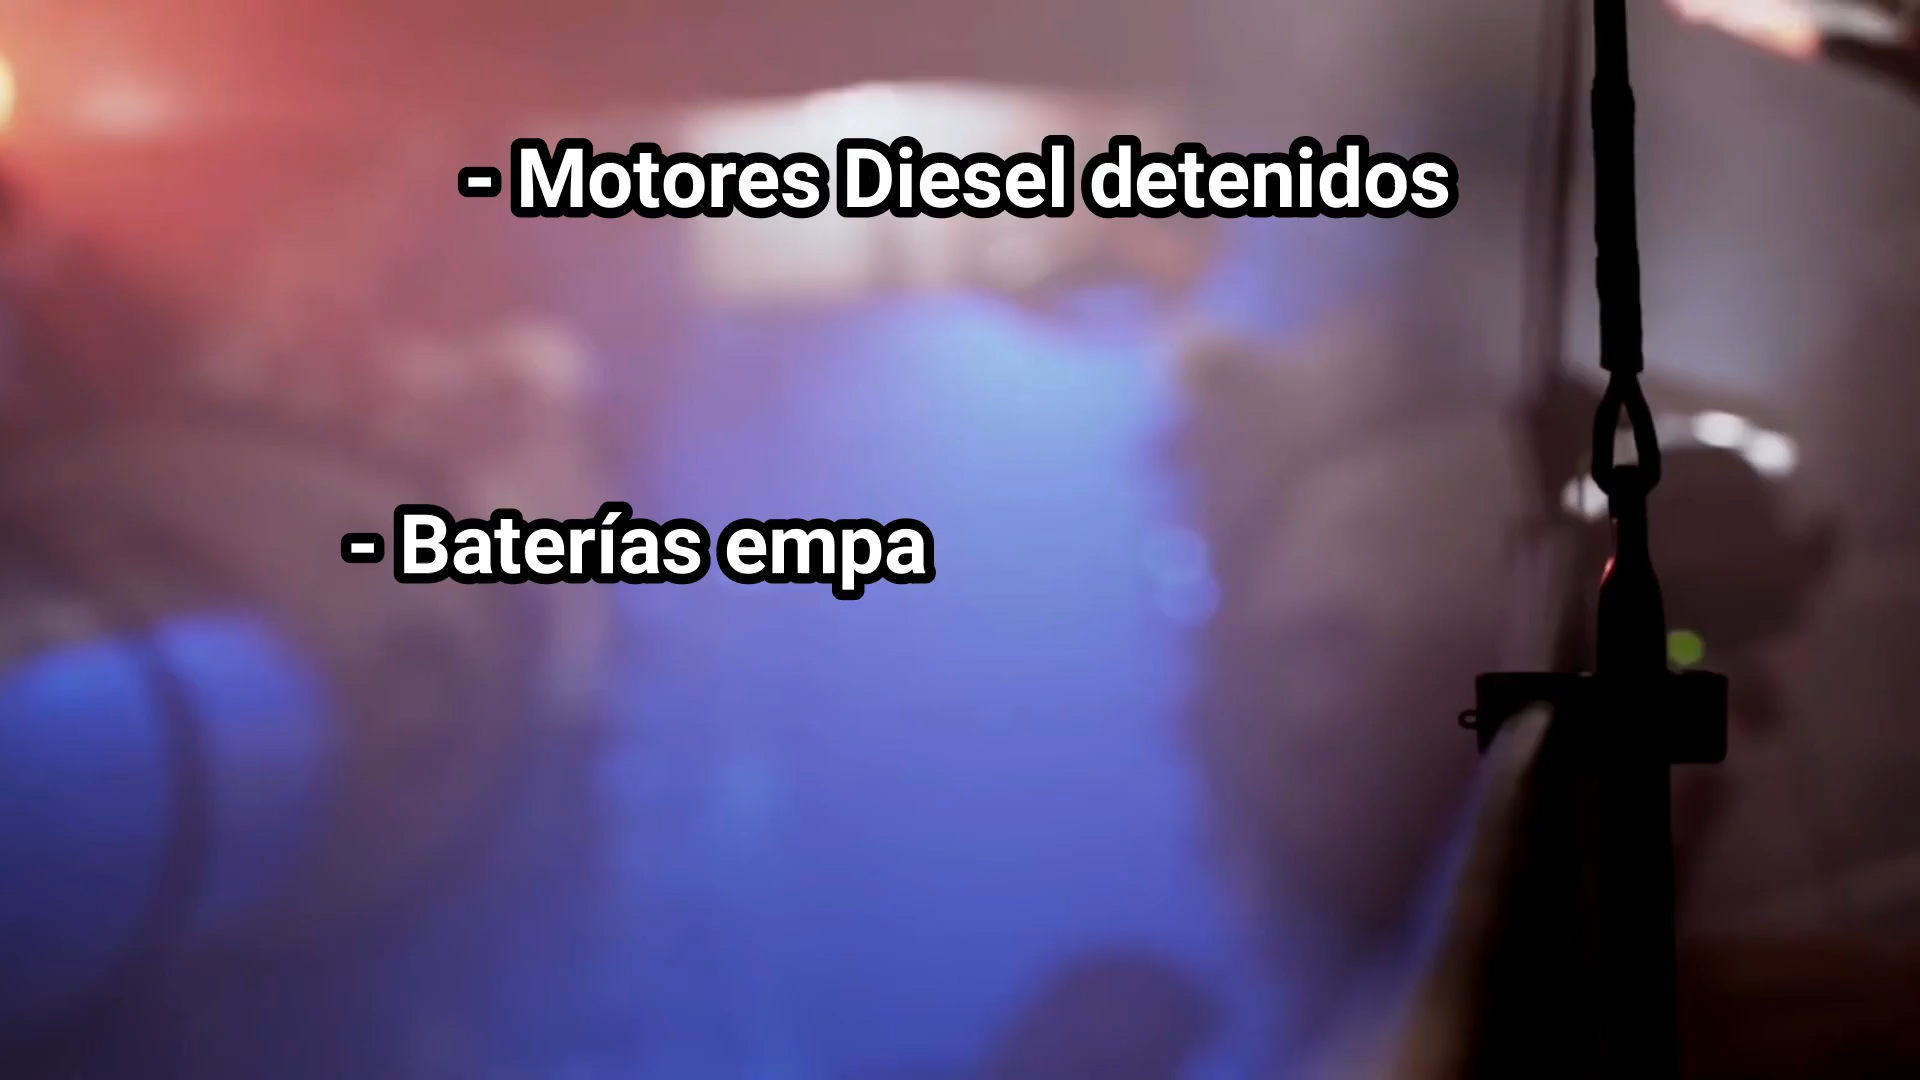 - Motores Diesel detenidos
- Baterías empa